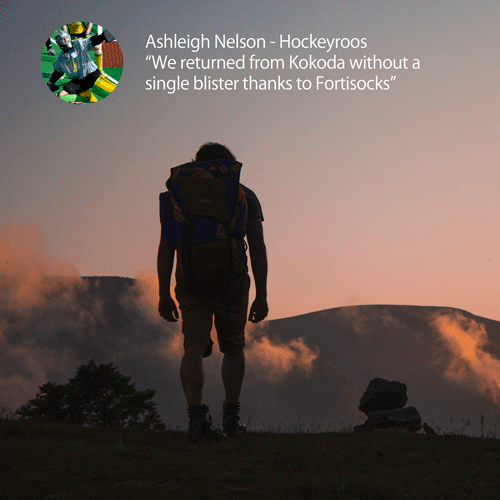 Ashleigh Nelson - Hockeyroos
“We returned from Kokoda without a
single blister thanks to Fortisocks”